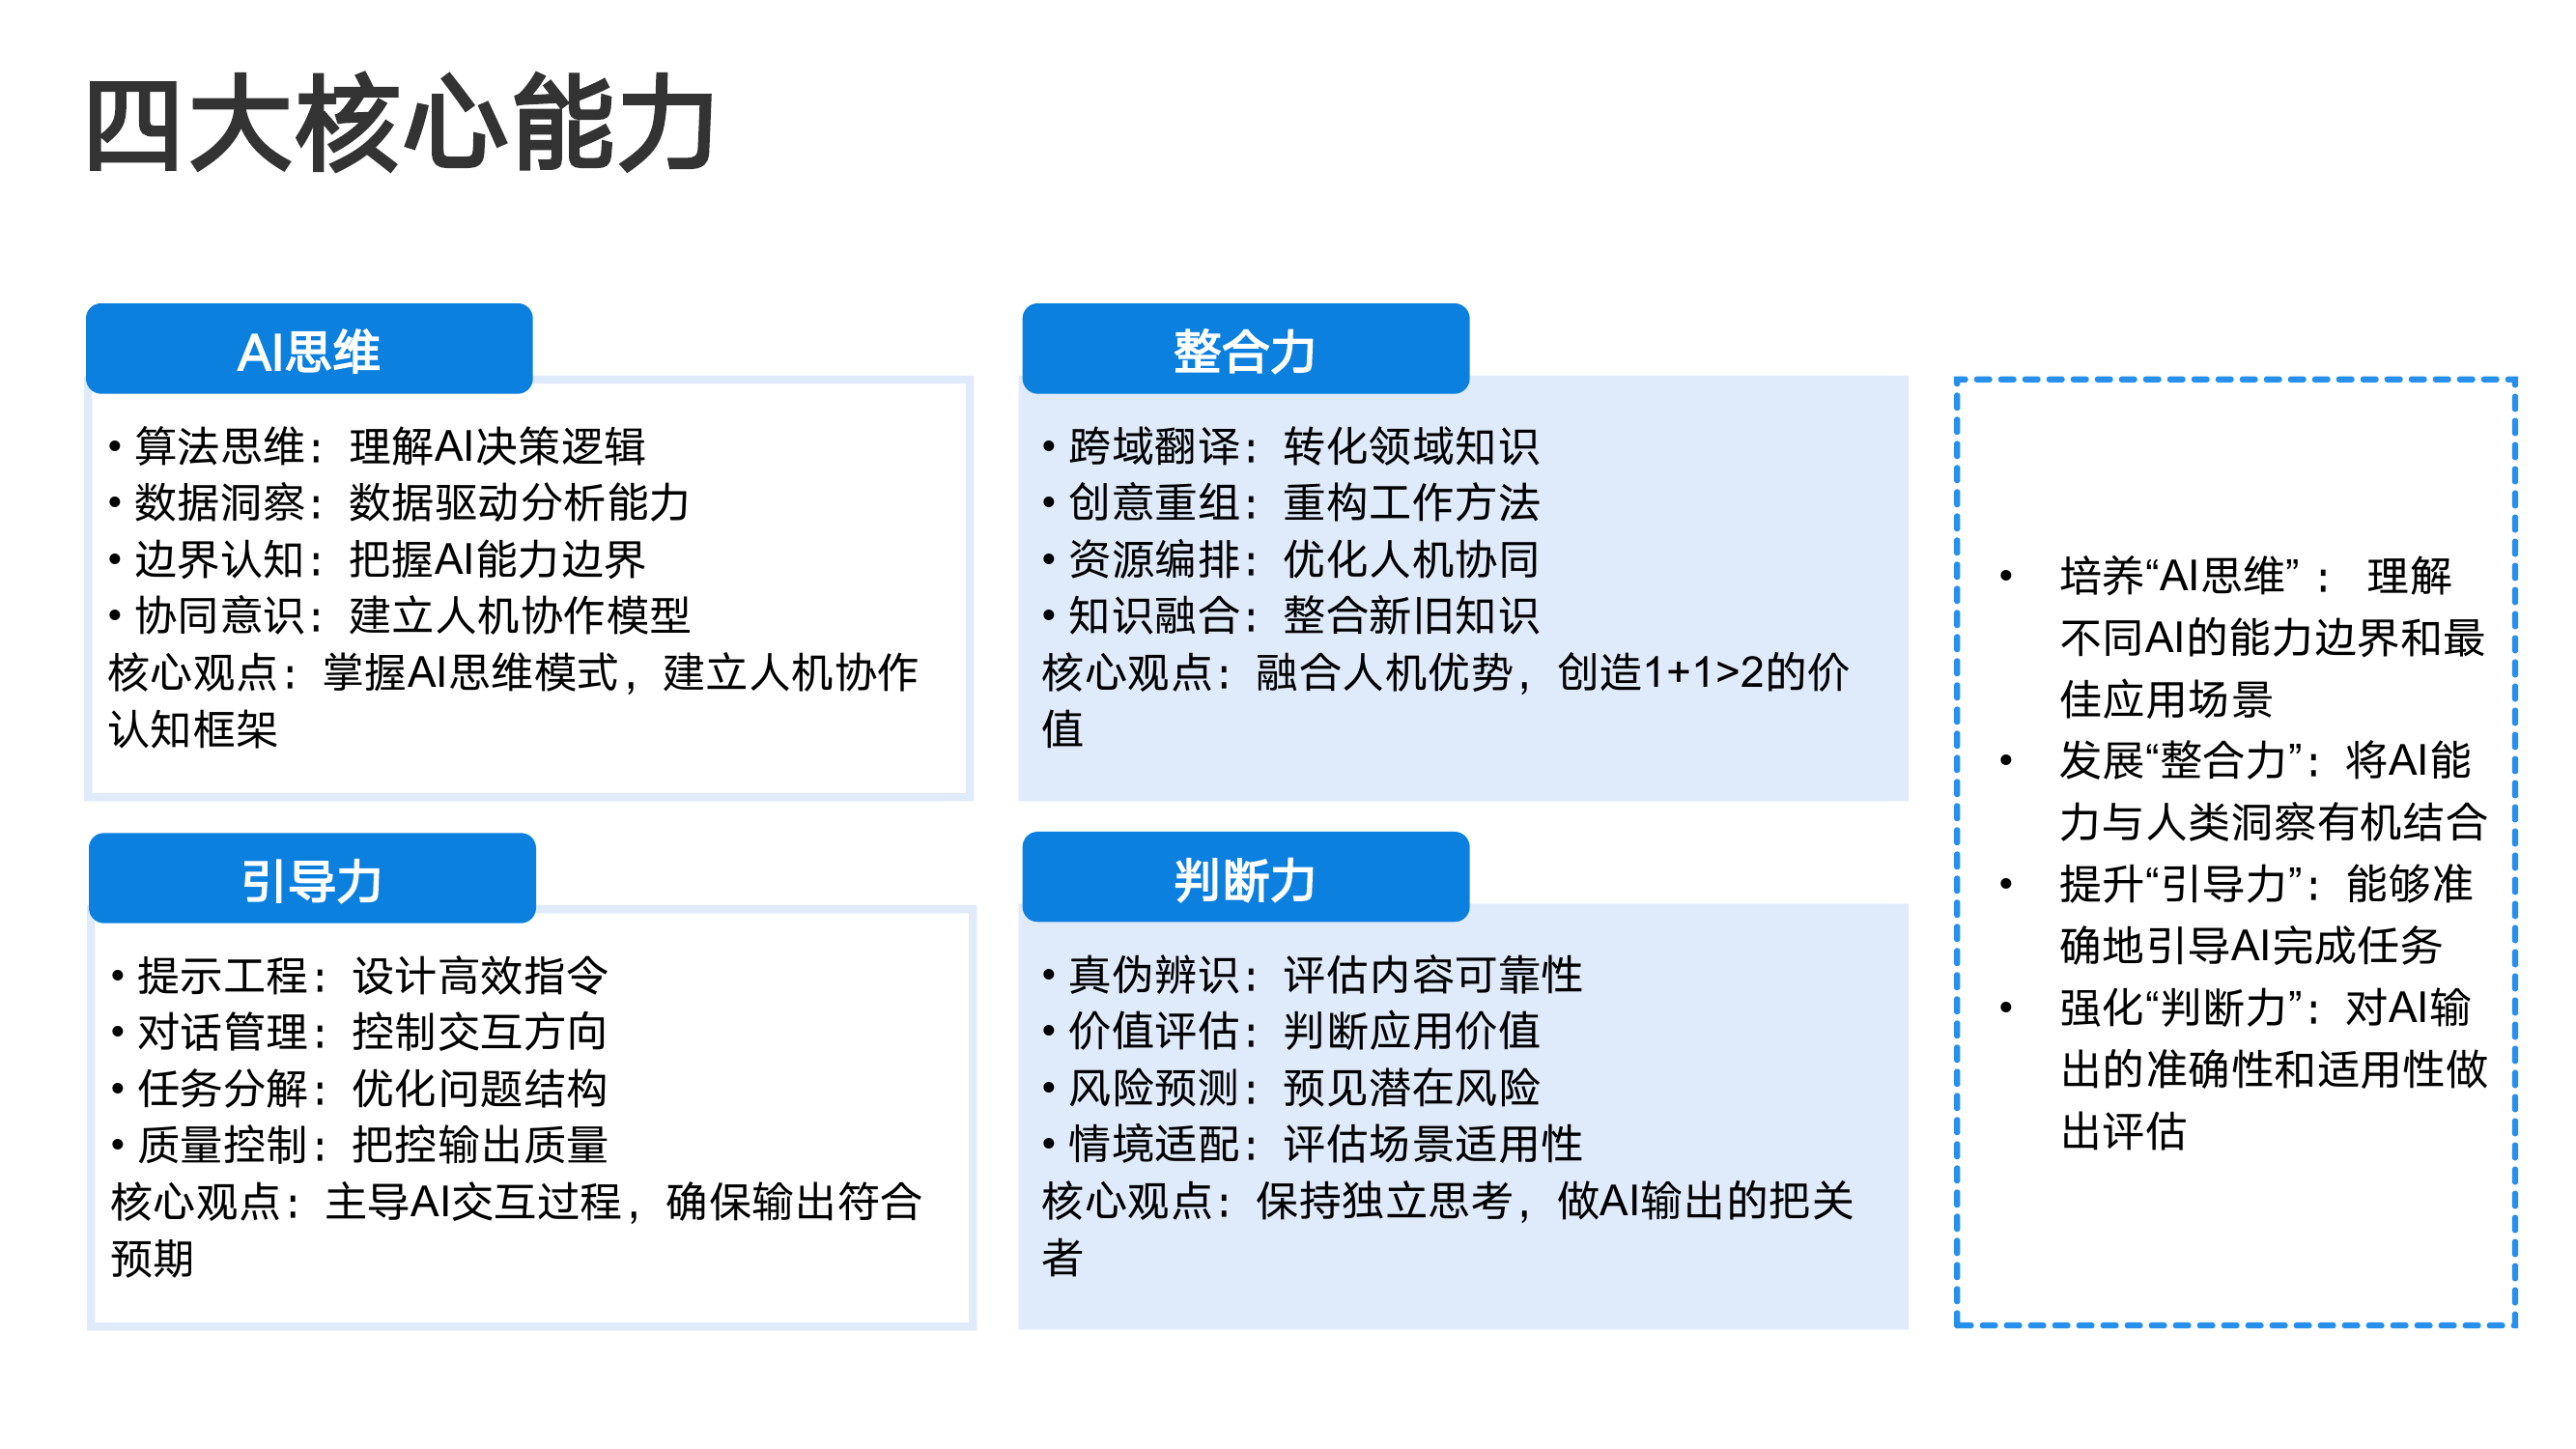 四大核心能力
AI思维
• 算法思维：理解AI决策逻辑
• 数据洞察：数据驱动分析能力
• 边界认知：把握AI能力边界
• 协同意识：建立人机协作模型
核心观点：掌握AI思维模式，建立人机协作
认知框架
整合力
• 跨域翻译：转化领域知识
• 创意重组：重构工作方法
• 资源编排：优化人机协同
• 知识融合：整合新旧知识
核心观点：融合人机优势，创造1+1>2的价
值
引导力
• 提示工程：设计高效指令
• 对话管理：控制交互方向
• 任务分解：优化问题结构
• 质量控制：把控输出质量
核心观点：主导AI交互过程，确保输出符合
预期
判断力
• 真伪辨识：评估内容可靠性
• 价值评估：判断应用价值
• 风险预测：预见潜在风险
• 情境适配：评估场景适用性
核心观点：保持独立思考，做AI输出的把关
者
• 培养“AI思维”： 理解
不同AI的能力边界和最
佳应用场景
• 发展“整合力”：将AI能
力与人类洞察有机结合
• 提升“引导力”：能够准
确地引导AI完成任务
• 强化“判断力”：对AI输
出的准确性和适用性做
出评估